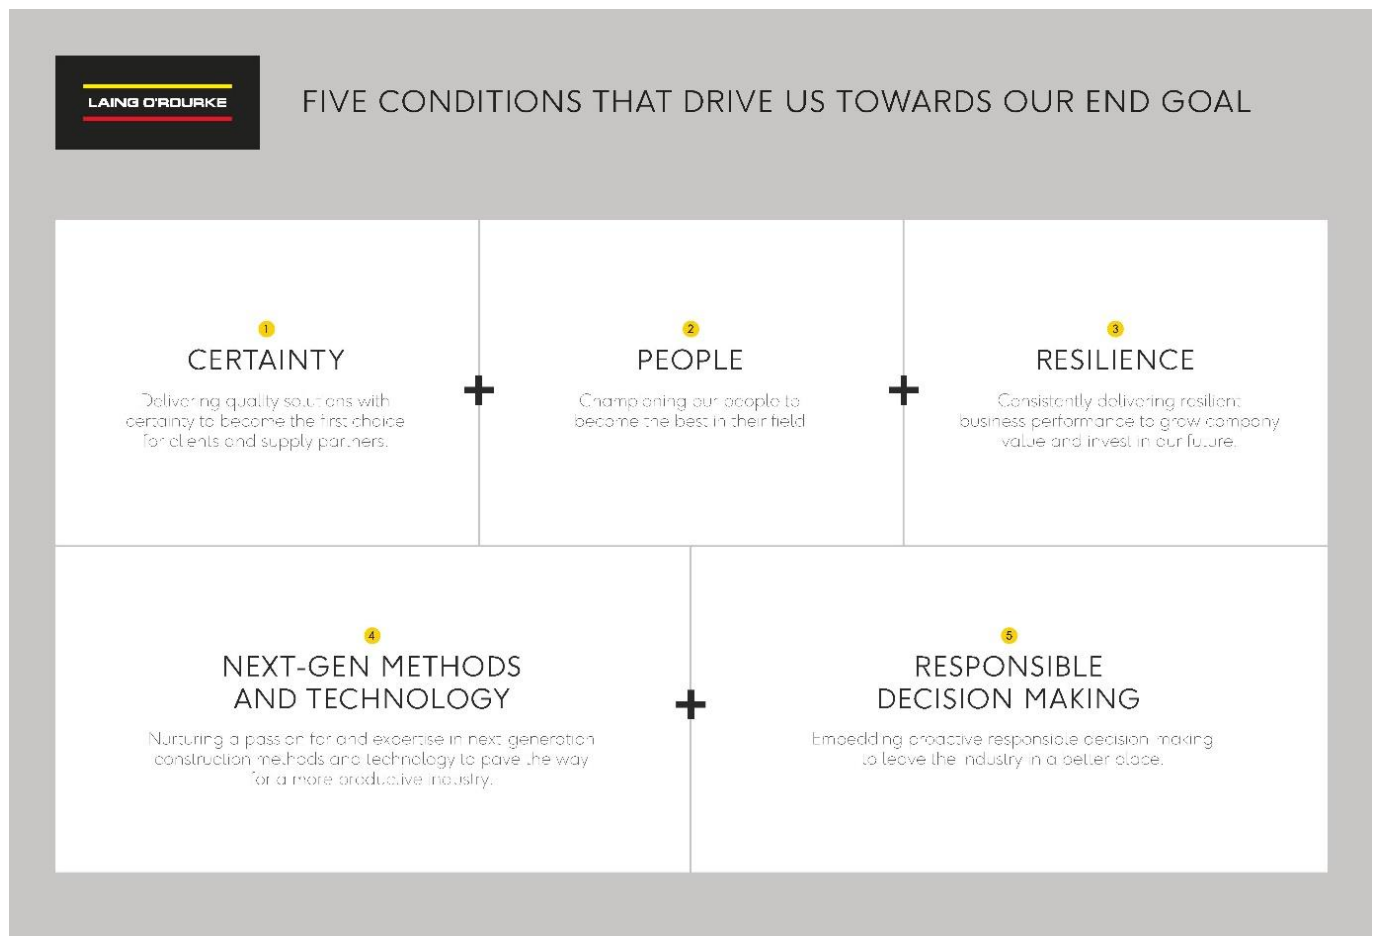 LAING O'ROURKE
FIVE CONDITIONS THAT DRIVE US TOWARDS OUR END GOAL
1
CERTAINTY
Delivering quality solutions with
certainty to become the first choice
for clients and supply partners.
+
2
PEOPLE
Championing our people to
become the best in their field
+
3
RESILIENCE
Consistently delivering resilient
business performance to grow company
value and invest in our future.
4
NEXT-GEN METHODS
AND TECHNOLOGY
Nurturing a passion for and expertise in next generation
construction methods and technology to pave the way
for a more productive industry.
+
5
RESPONSIBLE
DECISION MAKING
Embedding proactive responsible decision making
to leave the industry in a better place.